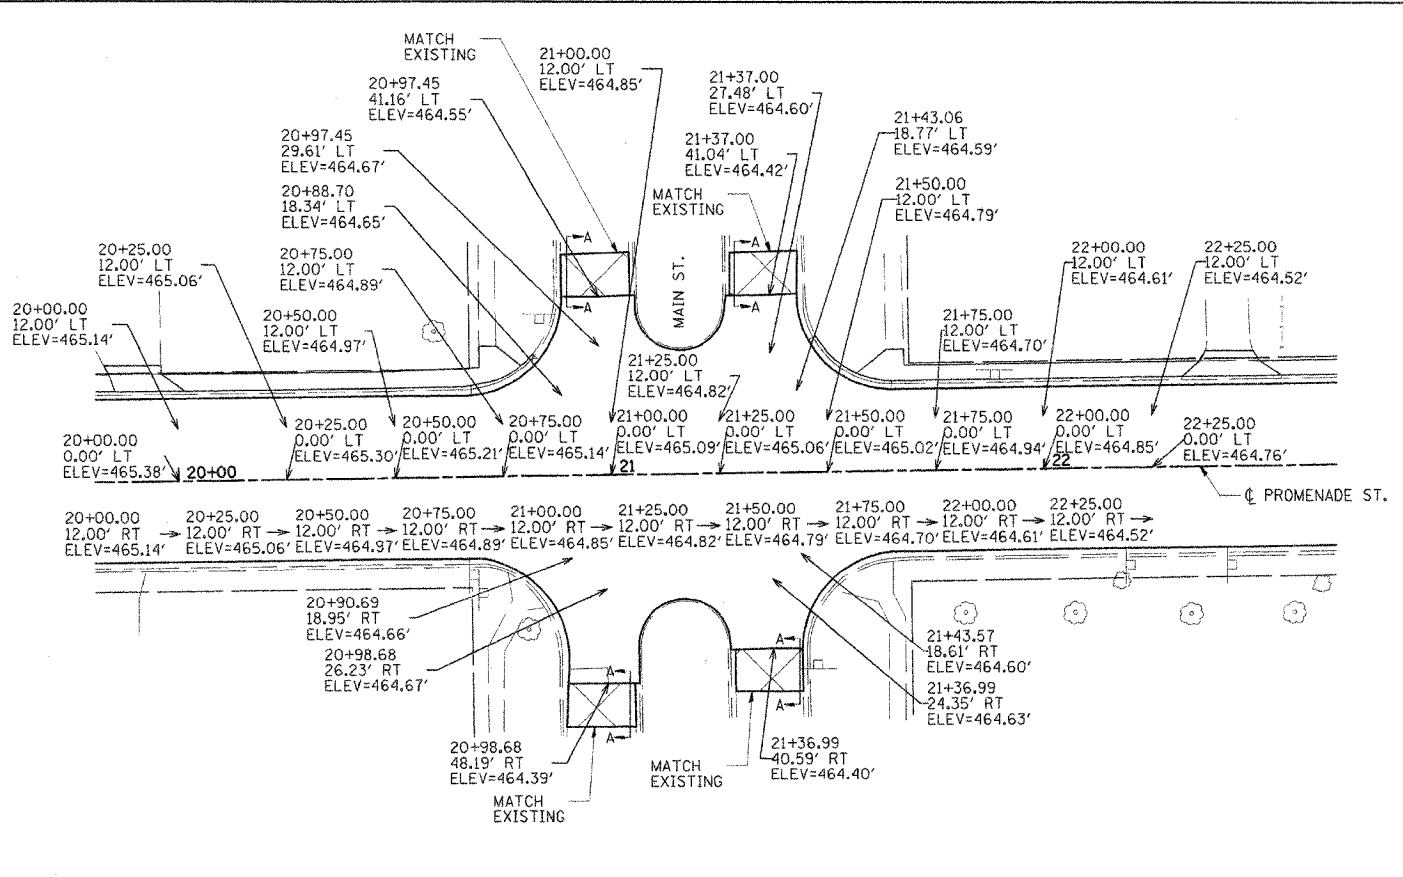 MATCH
EXISTING
21+00.00
12.00' LT
ELEV=464.85'
20+97.45
41.16' LT
ELEV=464.55'
21+37.00
27.48' LT
ELEV=464.60'
21+43.06
18.77' LT
ELEV=464.59'
20+97.45
29.61' LT
ELEV=464.67'
21+37.00
41.04' LT
ELEV=464.42'
20+88.70
18.34' LT
ELEV=464.65'
MATCH
EXISTING
21+50.00
12.00' LT
ELEV=464.79'
20+25.00
12.00' LT
ELEV=465.06'
20+75.00
12.00' LT
ELEV=464.89'
A
A
22+00.00
12.00' LT
ELEV=464.61'
22+25.00
12.00' LT
ELEV=464.52'
MAIN ST.
A
A
20+00.00
12.00' LT
ELEV=465.14'
20+50.00
12.00' LT
ELEV=464.97'
21+75.00
12.00' LT
ELEV=464.70'
21+25.00
12.00' LT
ELEV=464.82'
20+00.00
0.00' LT
ELEV=465.38'
20+00
20+25.00
0.00' LT
ELEV=465.30'
20+50.00
0.00' LT
ELEV=465.21'
20+75.00
0.00' LT
ELEV=465.14'
21+00.00
0.00' LT
ELEV=465.09'
21
21+25.00
0.00' LT
ELEV=465.06'
21+50.00
0.00' LT
ELEV=465.02'
21+75.00
0.00' LT
ELEV=464.94'
22+00.00
0.00' LT
ELEV=464.85'
22
22+25.00
0.00' LT
ELEV=464.76'
℄ PROMENADE ST.
20+00.00
12.00' RT
ELEV=465.14'
20+25.00
12.00' RT
ELEV=465.06'
20+50.00
12.00' RT
ELEV=464.97'
20+75.00
12.00' RT
ELEV=464.89'
21+00.00
12.00' RT
ELEV=464.85'
21+25.00
12.00' RT
ELEV=464.82'
21+50.00
12.00' RT
ELEV=464.79'
21+75.00
12.00' RT
ELEV=464.70'
22+00.00
12.00' RT
ELEV=464.61'
22+25.00
12.00' RT
ELEV=464.52'
20+90.69
18.95' RT
ELEV=464.66'
20+98.68
26.23' RT
ELEV=464.67'
A
A
A
A
21+43.57
18.61' RT
ELEV=464.60'
21+36.99
24.35' RT
ELEV=464.63'
20+98.68
48.19' RT
ELEV=464.39'
21+36.99
40.59' RT
ELEV=464.40'
MATCH
EXISTING
MATCH
EXISTING